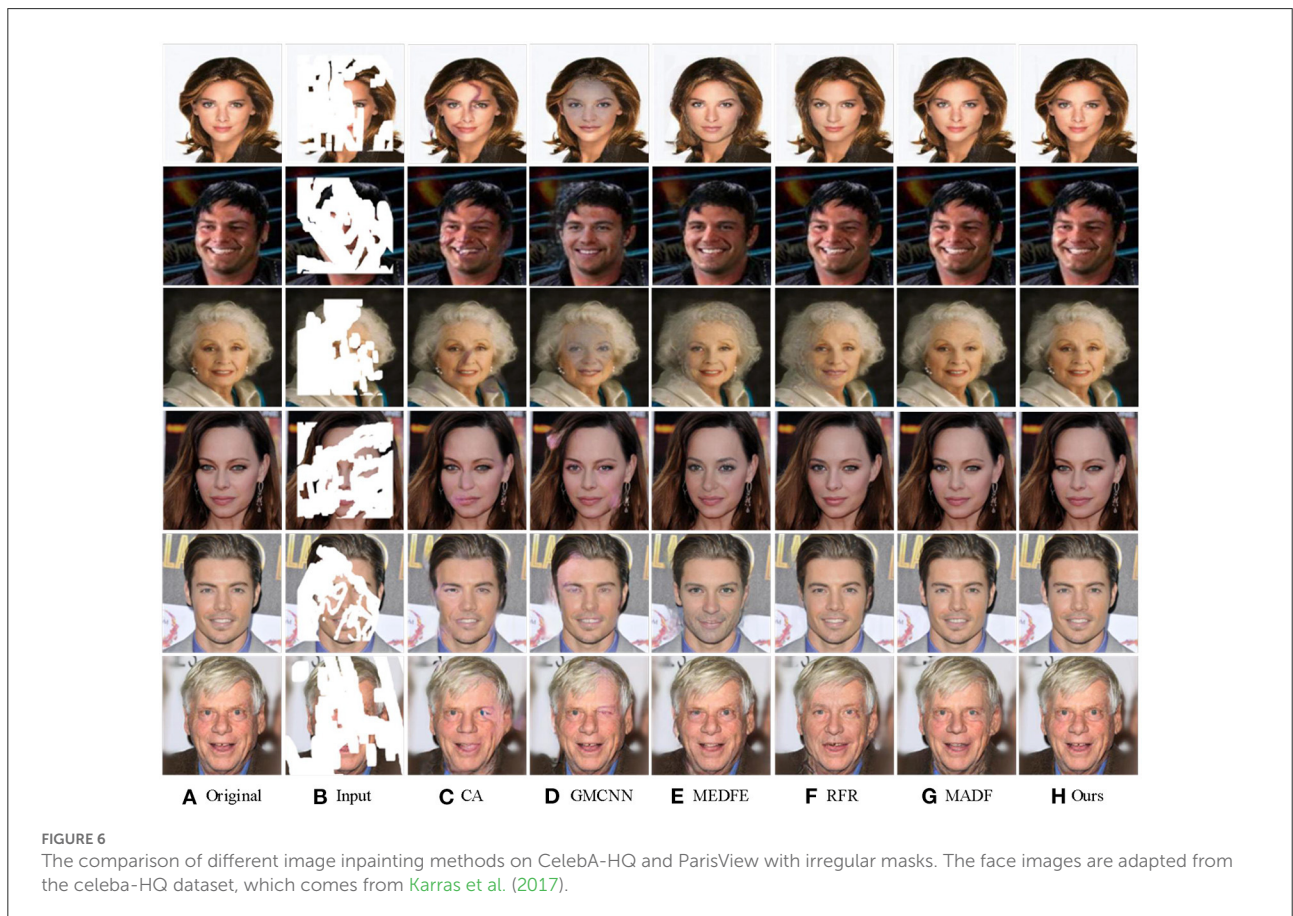 A Original B Input C CA D GMCNN E MEDFE F RFR G MADF H Ours
FIGURE 6
The comparison of different image inpainting methods on CelebA-HQ and ParisView with irregular masks. The face images are adapted from
the celeba-HQ dataset, which comes from Karras et al. (2017).